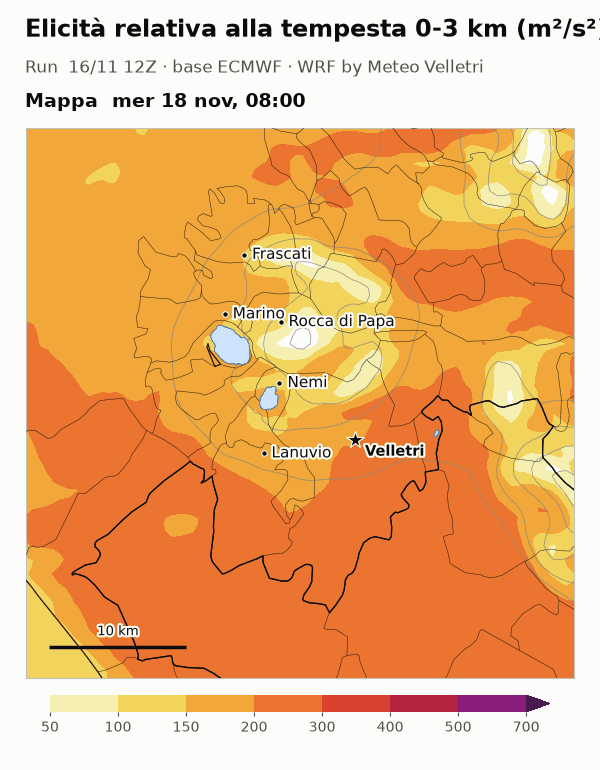 Elicità relativa alla tempesta 0-3 km (m²/s²)
Run 16/11 12Z · base ECMWF · WRF by Meteo Velletri
Mappa mer 18 nov, 08:00
Frascati
Marino
Rocca di Papa
Nemi
Velletri
Lanuvio
10 km
50 100 150 200 300 400 500 700